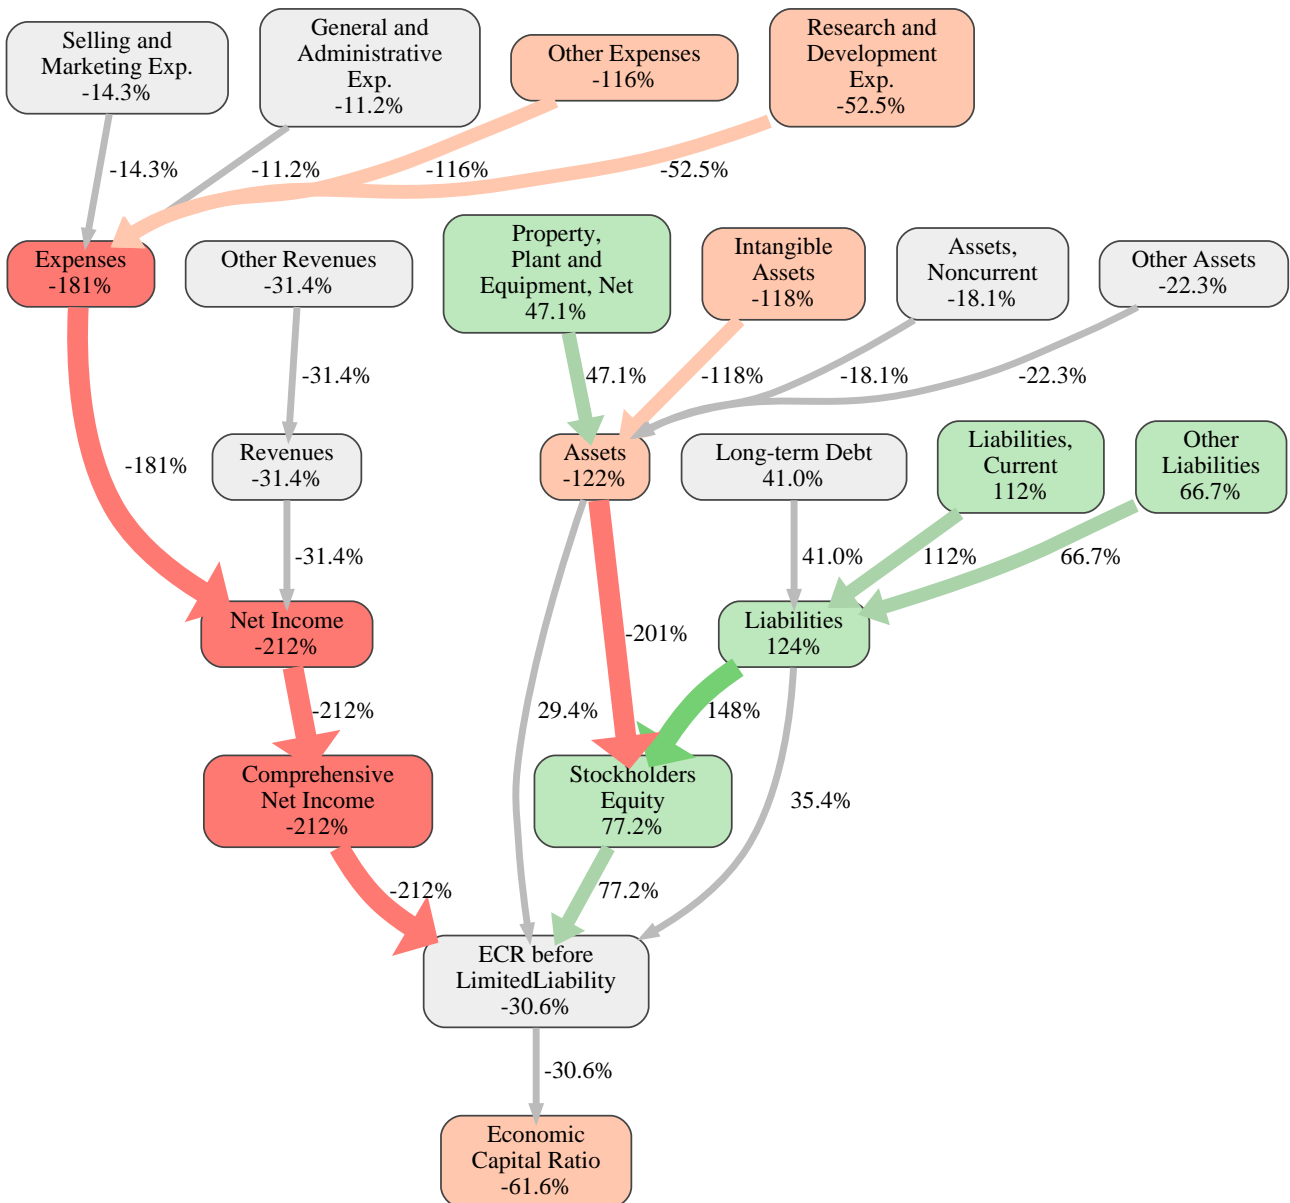 Selling and
Marketing Exp.
-14.3%
General and
Administrative
Exp.
-11.2%
Other Expenses
-116%
Research and
Development
Exp.
-52.5%
-14.3%
-11.2%
-116%
-52.5%
Expenses
-181%
Other Revenues
-31.4%
Property,
Plant and
Equipment, Net
47.1%
Intangible
Assets
-118%
Assets,
Noncurrent
-18.1%
Other Assets
-22.3%
-31.4%
47.1%
-118%
-18.1%
-22.3%
-181%
Revenues
-31.4%
Assets
-122%
Long-term Debt
41.0%
Liabilities,
Current
112%
Other
Liabilities
66.7%
-31.4%
41.0%
112%
66.7%
Net Income
-212%
-201%
Liabilities
124%
-212%
29.4%
148%
Comprehensive
Net Income
-212%
Stockholders
Equity
77.2%
35.4%
-212%
77.2%
ECR before
LimitedLiability
-30.6%
-30.6%
Economic
Capital Ratio
-61.6%